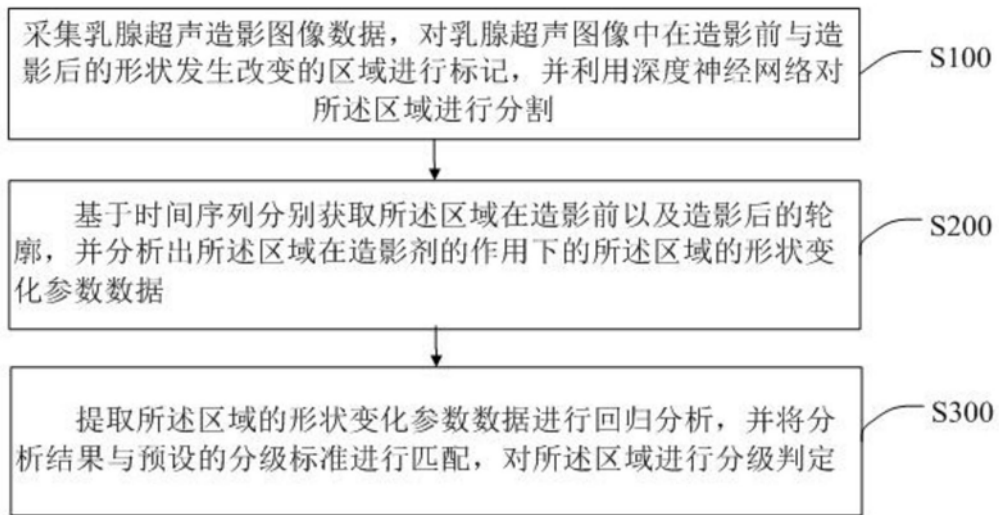 采集乳腺超声造影图像数据，对乳腺超声图像中在造影前与造
影后的形状发生改变的区域进行标记，并利用深度神经网络对
所述区域进行分割
S100
基于时间序列分别获取所述区域在造影前以及造影后的轮
廓，并分析出所述区域在造影剂的作用下的所述区域的形状变
化参数数据
S200
提取所述区域的形状变化参数数据进行回归分析，并将分
析结果与预设的分级标准进行匹配，对所述区域进行分级判定
S300